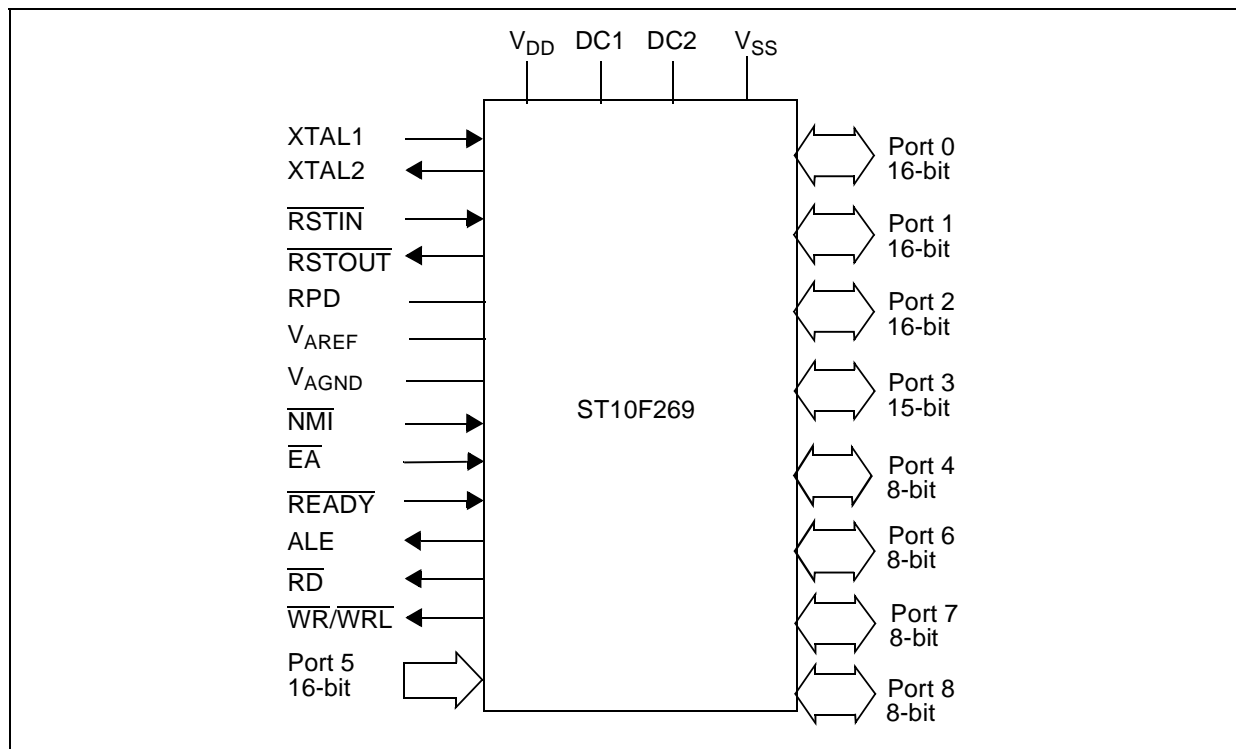 VDD DC1 DC2 VSS
XTAL1
XTAL2
RSTIN
RSTOUT
RPD
VAREF
VAGND
NMI
EA
READY
ALE
RD
WR/WRL
Port 5
16-bit
ST10F269
Port 0
16-bit
Port 1
16-bit
Port 2
16-bit
Port 3
15-bit
Port 4
8-bit
Port 6
8-bit
Port 7
8-bit
Port 8
8-bit